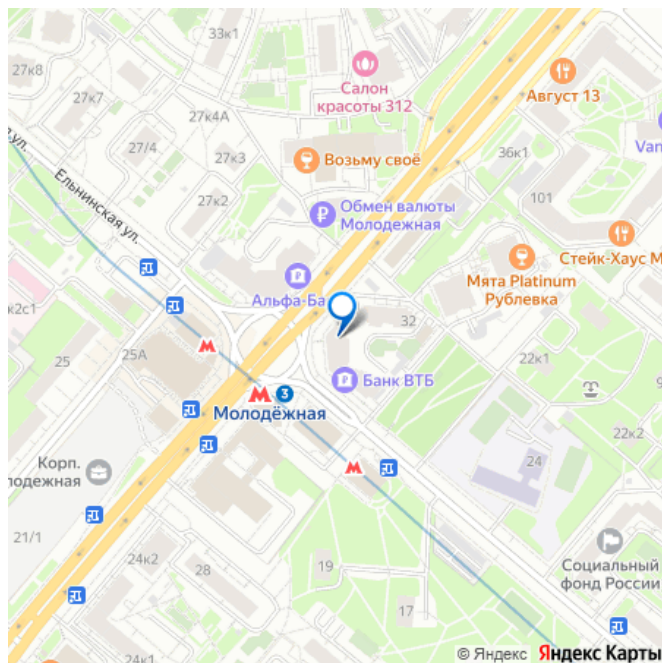 33к1
27к8
27к7
Салон
красоты 312
Август 13
27к4А
27/4
27к3
Возьму своё
36к1
Van
д.ул.
Ельнинская ул.
27к2
Обмен валюты
Молодежная
101
Стейк-Хаус М
Мята Platinum
Рублевка
Альфа-Ба
к2с1
32
25
25А
22к1
Банк ВТБ
3
Молодёжная
22к2
Корп.
лодежная
24
21/1
24к2
28
19
Социальный
фонд России
17
24к1
© Яндекс Яндекс Карты